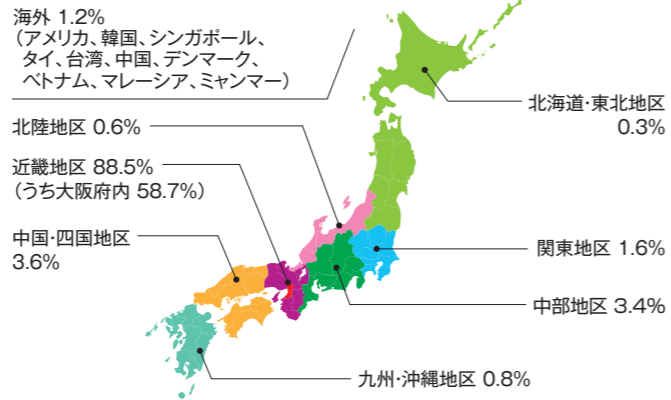 海外 1.2%
（アメリカ、韓国、シンガポール、
タイ、台湾、中国、デンマーク、
ベトナム、マレーシア、ミャンマー）
北海道・東北地区
0.3%
北陸地区 0.6%
近畿地区 88.5%
（うち大阪府内 58.7%）
中国・四国地区
3.6%
関東地区 1.6%
中部地区 3.4%
九州・沖縄地区 0.8%